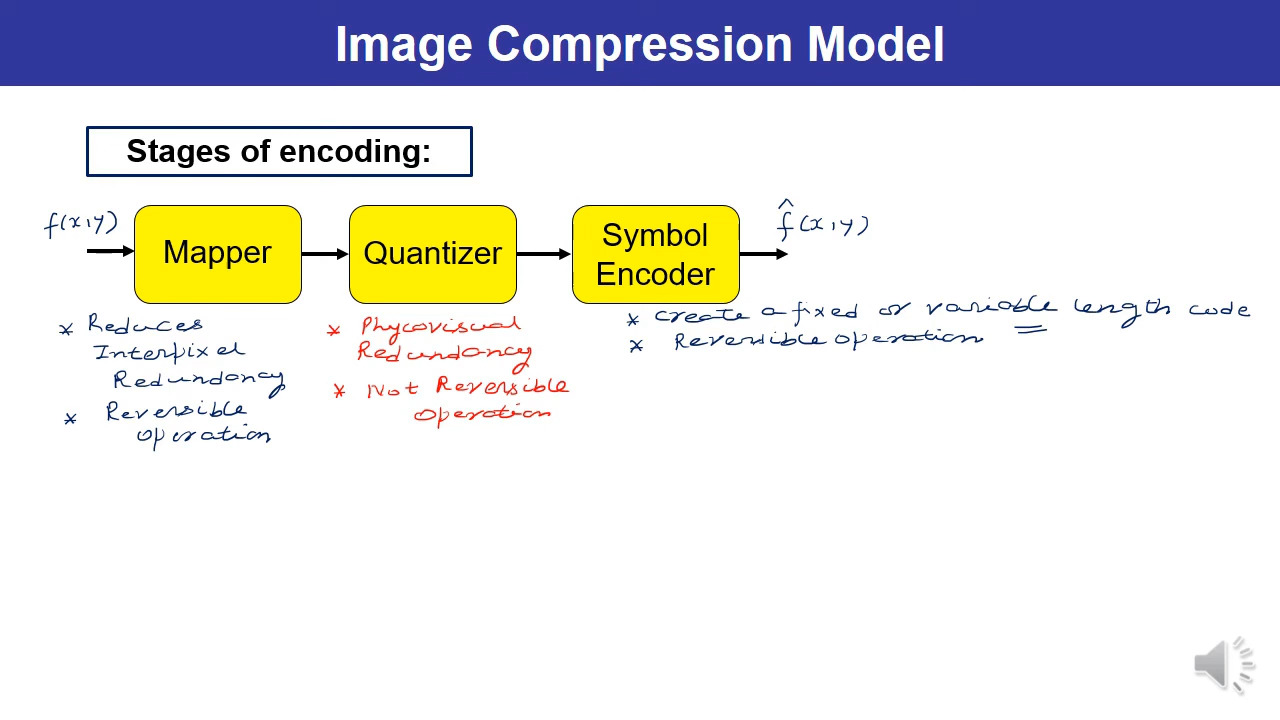 Image Compression Model
Stages of encoding:
f(x,y)
Mapper
Quantizer
Symbol
Encoder
f̂(x,y)
* Reduces
Interpixel
Redundancy
* Reversible
operation
* Phycovisual
Redundancy
* Not Reversible
operation
* create a fixed or variable length code
* Reversible operation